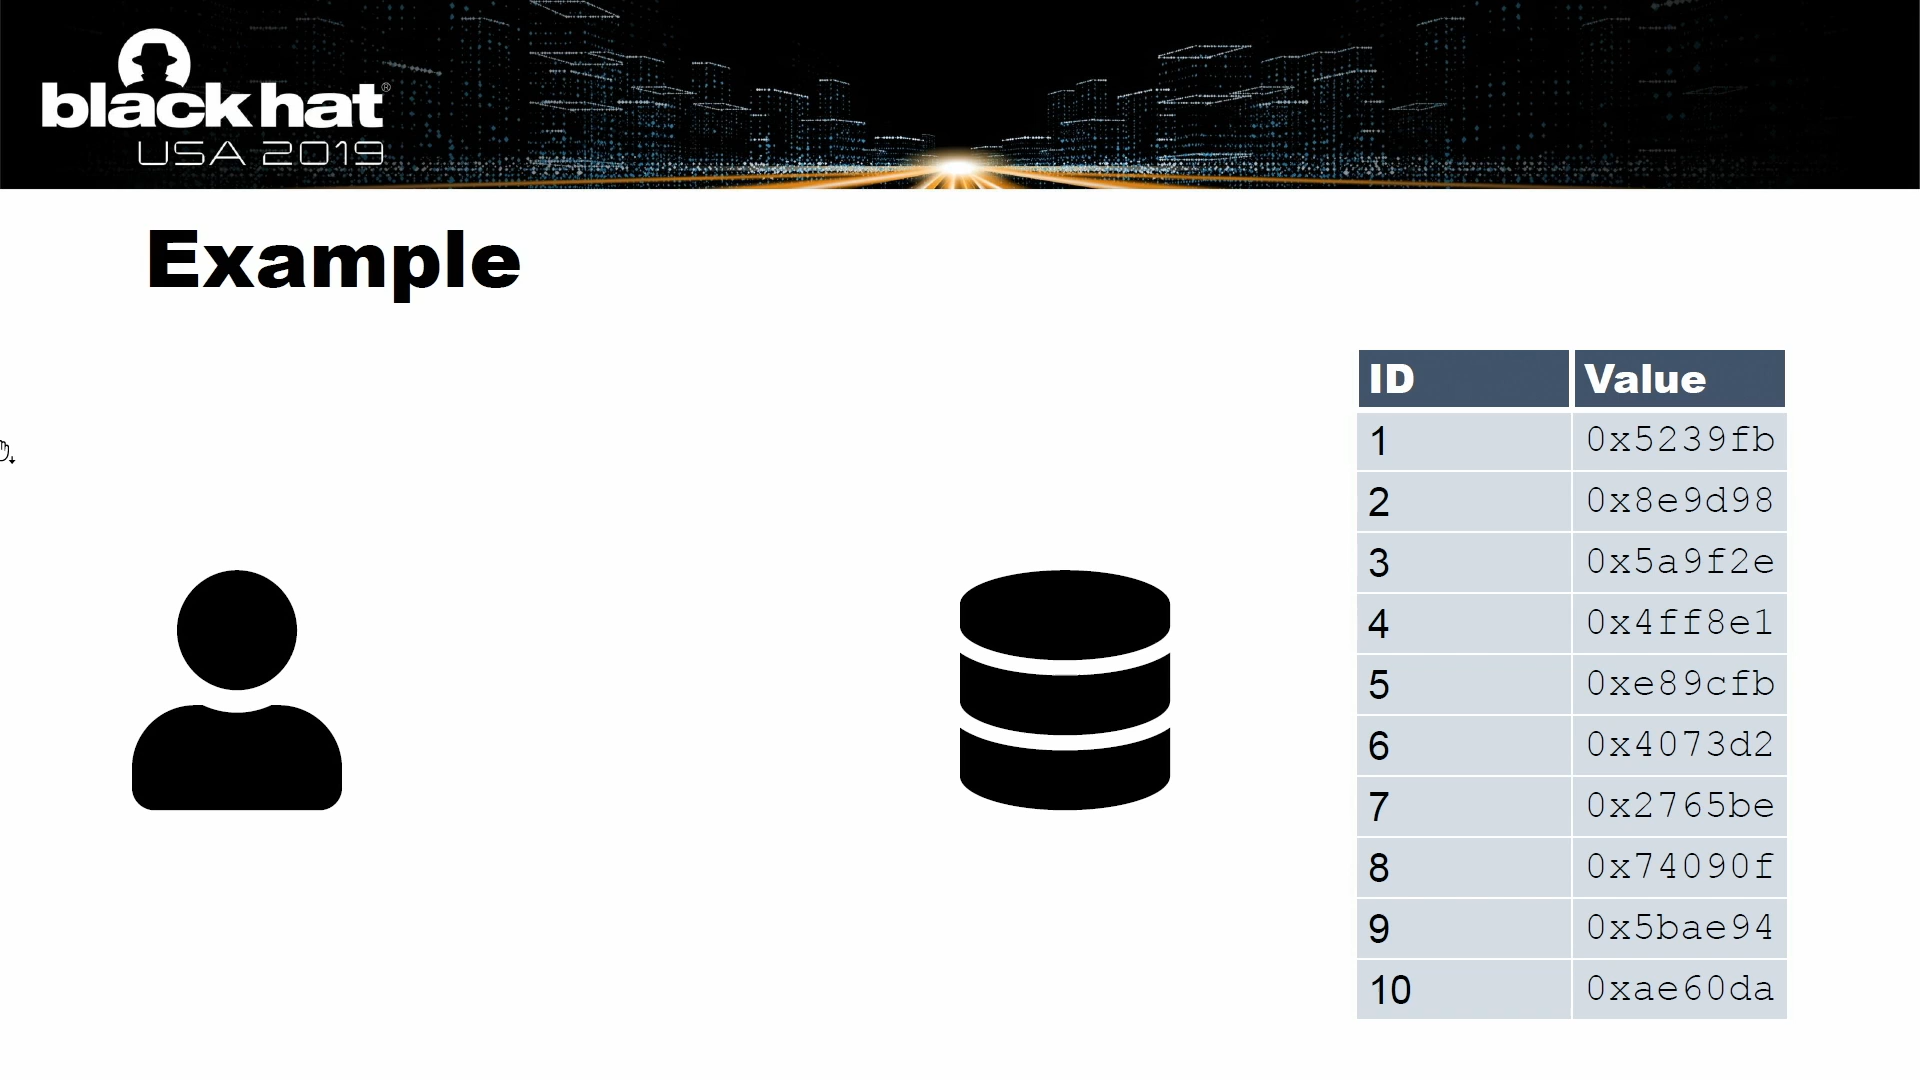 black hat®
USA 2019
Example
ID Value
1 0x5239fb
2 0x8e9d98
3 0x5a9f2e
4 0x4ff8e1
5 0xe89cfb
6 0x4073d2
7 0x2765be
8 0x74090f
9 0x5bae94
10 0xae60da